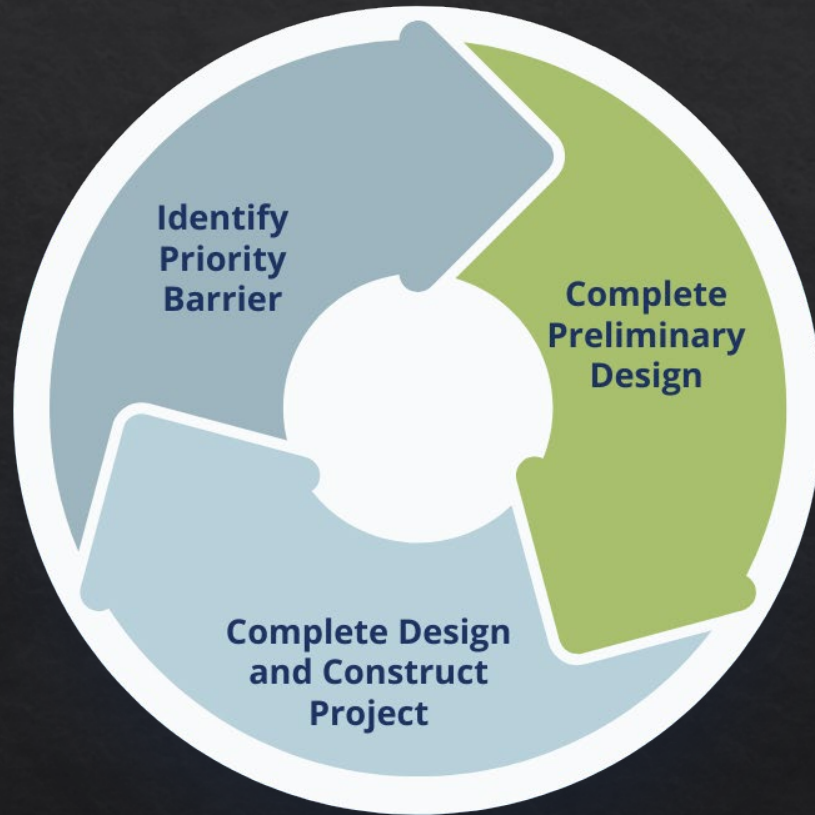 Identify
Priority
Barrier
Complete
Preliminary
Design
Complete Design
and Construct
Project